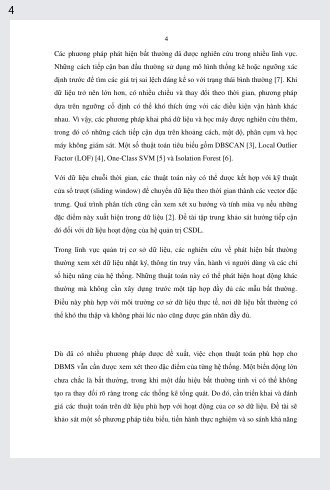 4
4
Các phương pháp phát hiện bất thường đã được nghiên cứu trong nhiều lĩnh vực.
Những cách tiếp cận ban đầu thường sử dụng mô hình thống kê hoặc ngưỡng xác
định trước để tìm các giá trị sai lệch đáng kể so với trạng thái bình thường [7]. Khi
dữ liệu trở nên lớn hơn, có nhiều chiều và thay đổi theo thời gian, phương pháp
dựa trên ngưỡng cố định có thể khó thích ứng với các điều kiện vận hành khác
nhau. Vì vậy, các phương pháp khai phá dữ liệu và học máy được nghiên cứu thêm,
trong đó có những cách tiếp cận dựa trên khoảng cách, mật độ, phân cụm và học
máy không giám sát. Một số thuật toán tiêu biểu gồm DBSCAN [3], Local Outlier
Factor (LOF) [4], One-Class SVM [5] và Isolation Forest [6].
Với dữ liệu chuỗi thời gian, các thuật toán này có thể được kết hợp với kỹ thuật
cửa sổ trượt (sliding window) để chuyển dữ liệu theo thời gian thành các vector đặc
trưng. Quá trình phân tích cũng cần xem xét xu hướng và tính mùa vụ nếu những
đặc điểm này xuất hiện trong dữ liệu [2]. Đề tài tập trung khảo sát hướng tiếp cận
đó đối với dữ liệu hoạt động của hệ quản trị CSDL.
Trong lĩnh vực quản trị cơ sở dữ liệu, các nghiên cứu về phát hiện bất thường
thường xem xét dữ liệu nhật ký, thông tin truy vấn, hành vi người dùng và các chỉ
số hiệu năng của hệ thống. Những thuật toán này có thể phát hiện hoạt động khác
thường mà không cần xây dựng trước một tập hợp đầy đủ các mẫu bất thường.
Điều này phù hợp với môi trường cơ sở dữ liệu thực tế, nơi dữ liệu bất thường có
thể khó thu thập và không phải lúc nào cũng được gán nhãn đầy đủ.
Dù đã có nhiều phương pháp được đề xuất, việc chọn thuật toán phù hợp cho
DBMS vẫn cần được xem xét theo đặc điểm của từng hệ thống. Một biến động lớn
chưa chắc là bất thường, trong khi một dấu hiệu bất thường tinh vi có thể không
tạo ra thay đổi rõ ràng trong các thống kê tổng quát. Do đó, cần triển khai và đánh
giá các thuật toán trên dữ liệu phù hợp với hoạt động của cơ sở dữ liệu. Đề tài sẽ
khảo sát một số phương pháp tiêu biểu, tiến hành thực nghiệm và so sánh khả năng